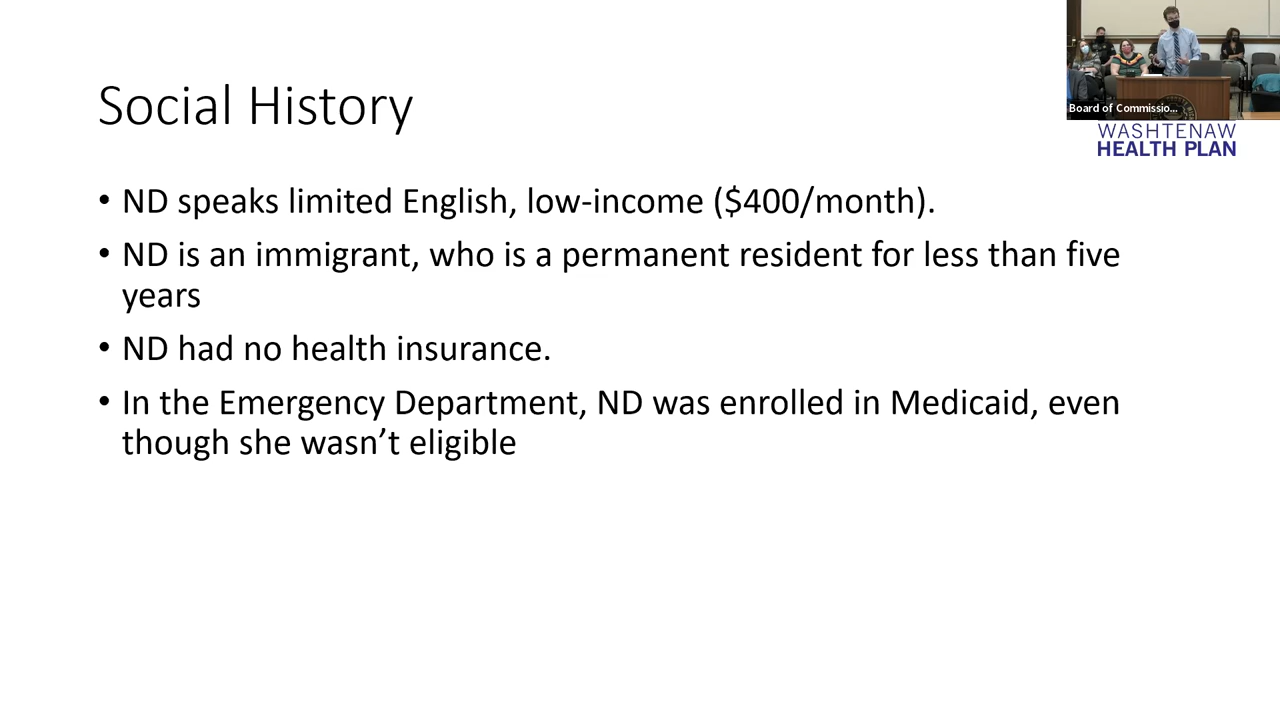 Social History
Board of Commissio...
WASHTENAW
HEALTH PLAN
• ND speaks limited English, low-income ($400/month).
• ND is an immigrant, who is a permanent resident for less than five
years
• ND had no health insurance.
• In the Emergency Department, ND was enrolled in Medicaid, even
though she wasn’t eligible